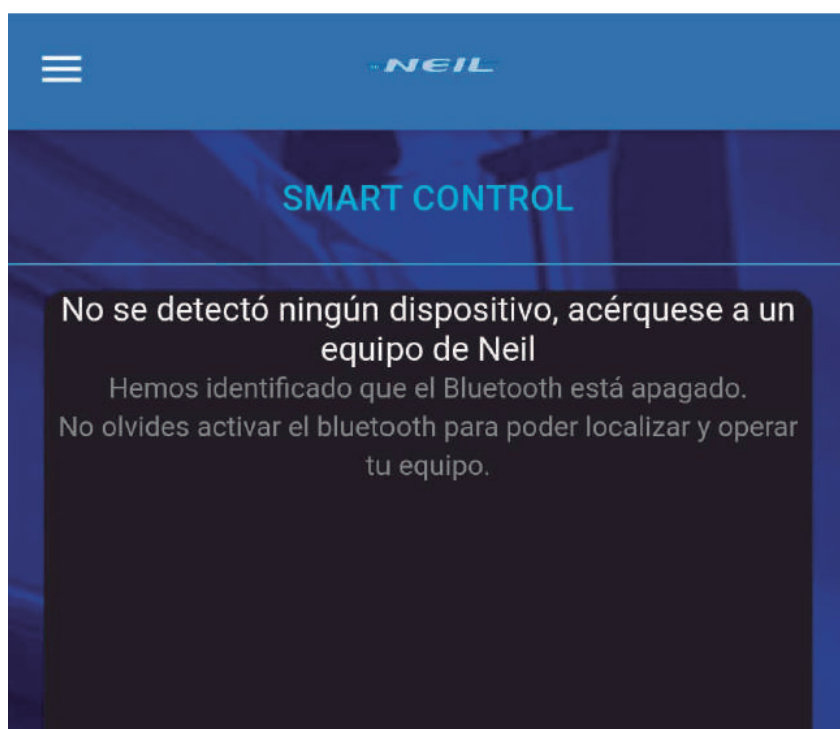 NEIL
SMART CONTROL
No se detectó ningún dispositivo, acérquese a un
equipo de Neil
Hemos identificado que el Bluetooth está apagado.
No olvides activar el bluetooth para poder localizar y operar
tu equipo.